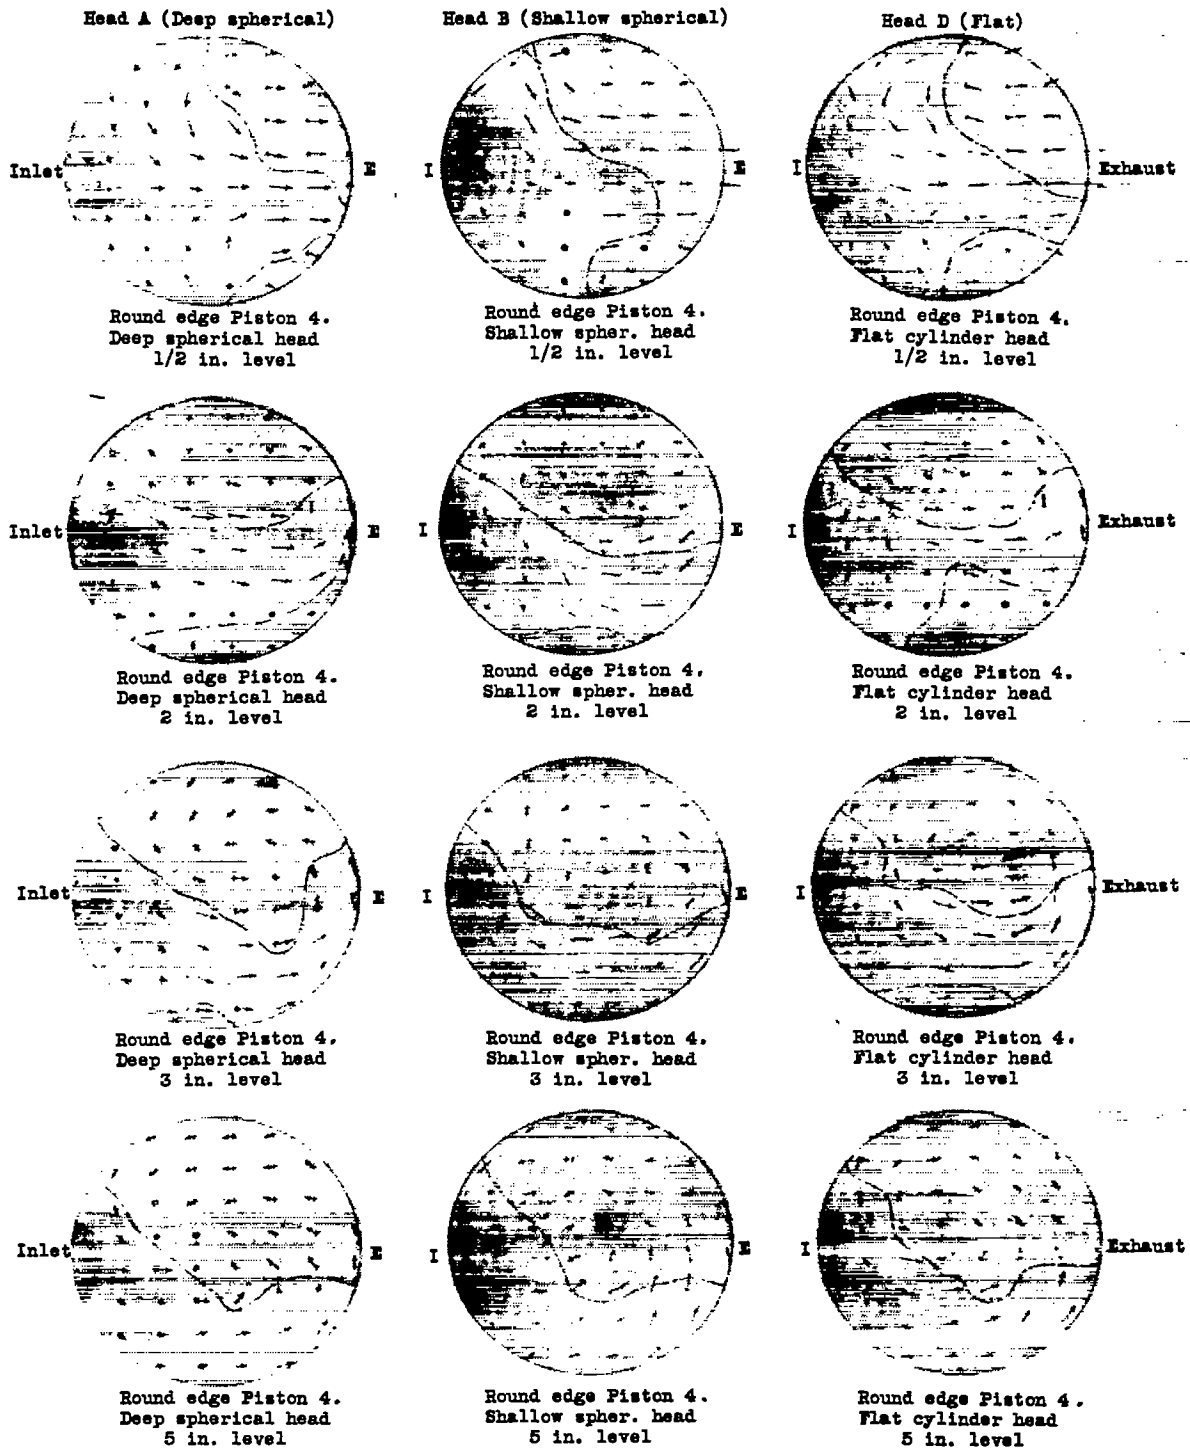 Head A (Deep spherical)
Head B (Shallow spherical)
Head D (Flat)
Inlet
E
I
E
I
Exhaust
Round edge Piston 4.
Deep spherical head
1/2 in. level
Round edge Piston 4.
Shallow spher. head
1/2 in. level
Round edge Piston 4.
Flat cylinder head
1/2 in. level
Inlet
E
I
E
I
Exhaust
Round edge Piston 4.
Deep spherical head
2 in. level
Round edge Piston 4.
Shallow spher. head
2 in. level
Round edge Piston 4.
Flat cylinder head
2 in. level
Inlet
E
I
E
I
Exhaust
Round edge Piston 4.
Deep spherical head
3 in. level
Round edge Piston 4.
Shallow spher. head
3 in. level
Round edge Piston 4.
Flat cylinder head
3 in. level
Inlet
E
I
E
I
Exhaust
Round edge Piston 4.
Deep spherical head
5 in. level
Round edge Piston 4.
Shallow spher. head
5 in. level
Round edge Piston 4.
Flat cylinder head
5 in. level